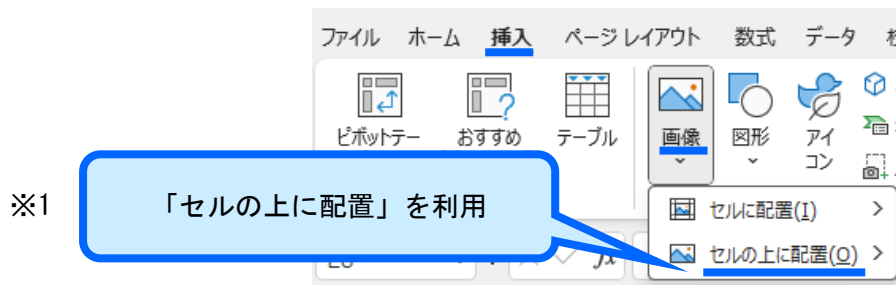 ファイル ホーム 挿入 ページ レイアウト 数式 データ
ピボットテー おすすめ テーブル 画像 図形 アイ
コン
※1 「セルの上に配置」を利用
セルに配置(I)
セルの上に配置(O)